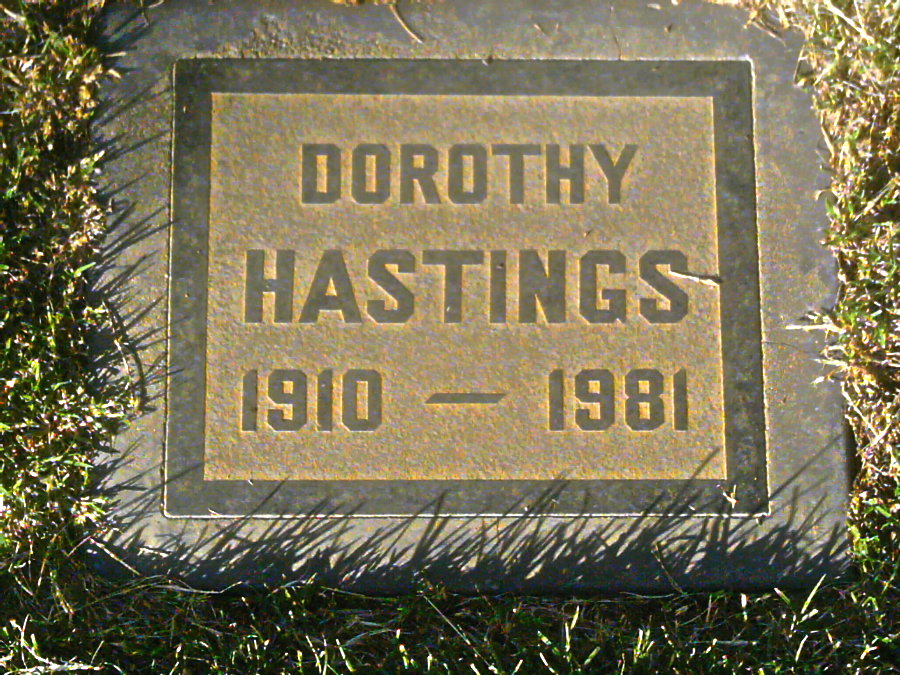 DOROTHY
HASTINGS
1910 — 1981